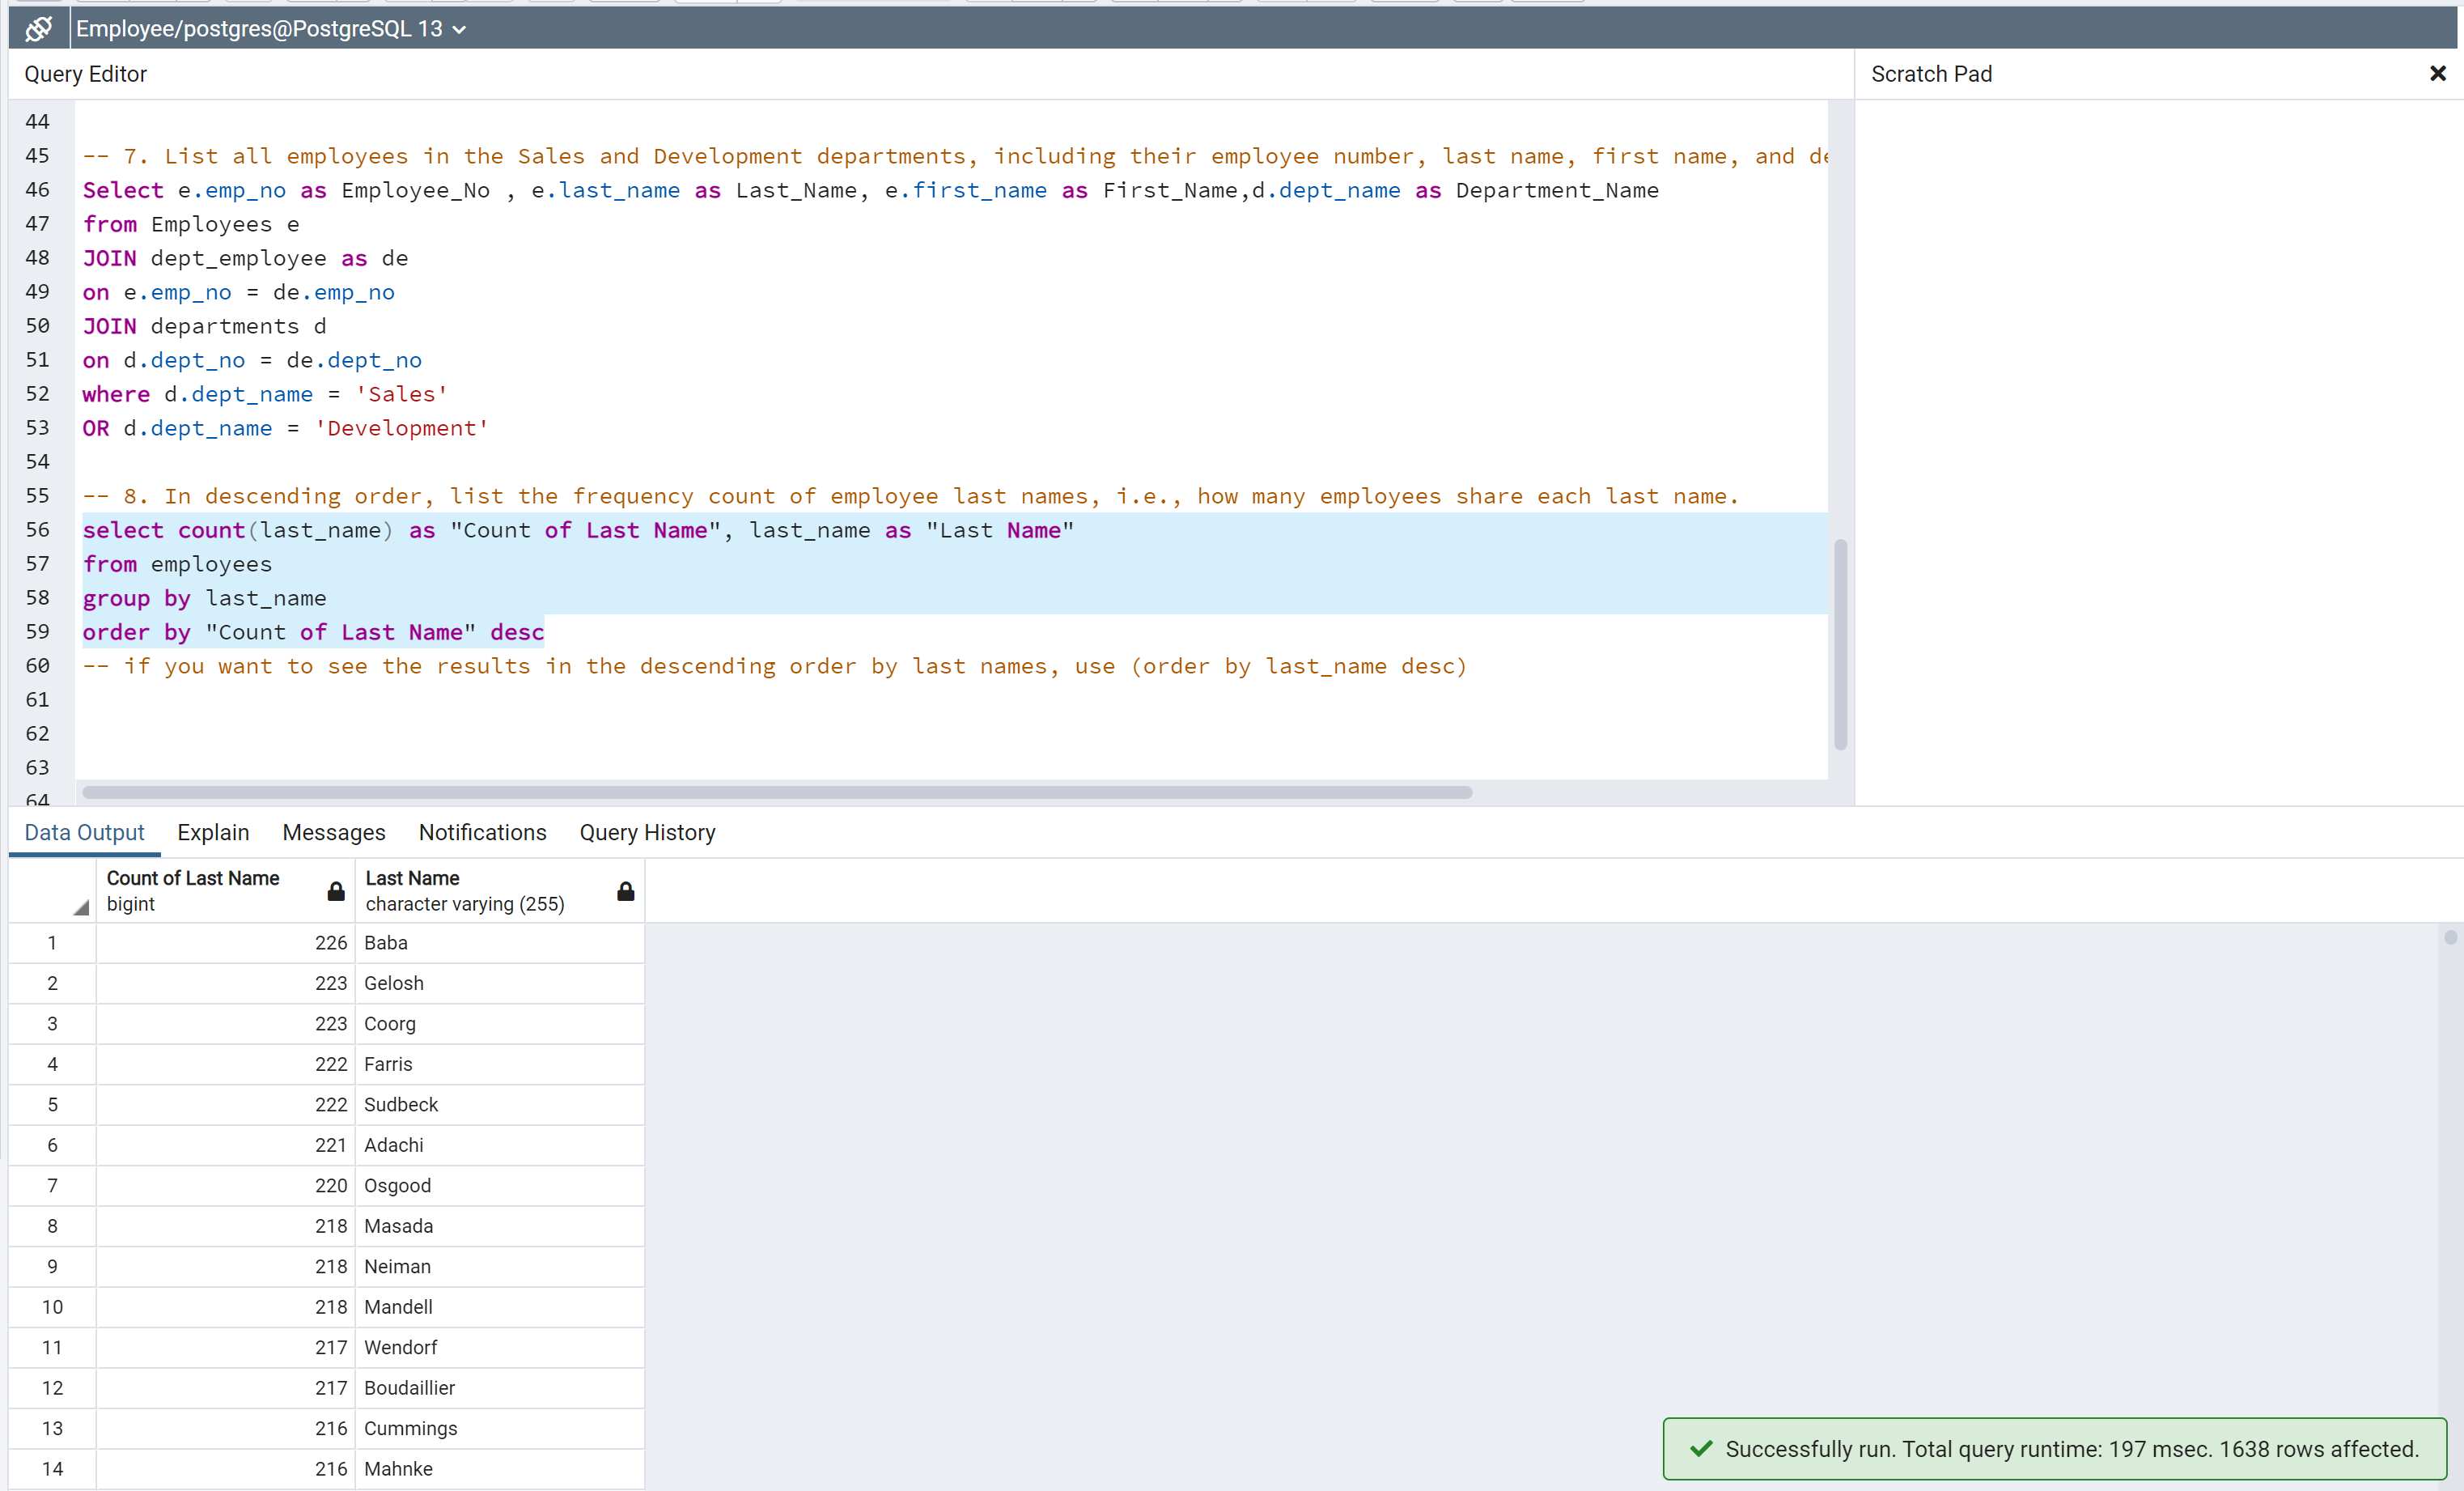 Employee/postgres@PostgreSQL 13
Query Editor
Scratch Pad
44
45 -- 7. List all employees in the Sales and Development departments, including their employee number, last name, first name, and de
46 Select e.emp_no as Employee_No , e.last_name as Last_Name, e.first_name as First_Name,d.dept_name as Department_Name
47 from Employees e
48 JOIN dept_employee as de
49 on e.emp_no = de.emp_no
50 JOIN departments d
51 on d.dept_no = de.dept_no
52 where d.dept_name = 'Sales'
53 OR d.dept_name = 'Development'
54
55 -- 8. In descending order, list the frequency count of employee last names, i.e., how many employees share each last name.
56 select count(last_name) as "Count of Last Name", last_name as "Last Name"
57 from employees
58 group by last_name
59 order by "Count of Last Name" desc
60 -- if you want to see the results in the descending order by last names, use (order by last_name desc)
61
62
63
64
Data Output Explain Messages Notifications Query History
Count of Last Name Last Name
bigint character varying (255)
1 226 Baba
2 223 Gelosh
3 223 Coorg
4 222 Farris
5 222 Sudbeck
6 221 Adachi
7 220 Osgood
8 218 Masada
9 218 Neiman
10 218 Mandell
11 217 Wendorf
12 217 Boudaillier
13 216 Cummings
14 216 Mahnke
Successfully run. Total query runtime: 197 msec. 1638 rows affected.